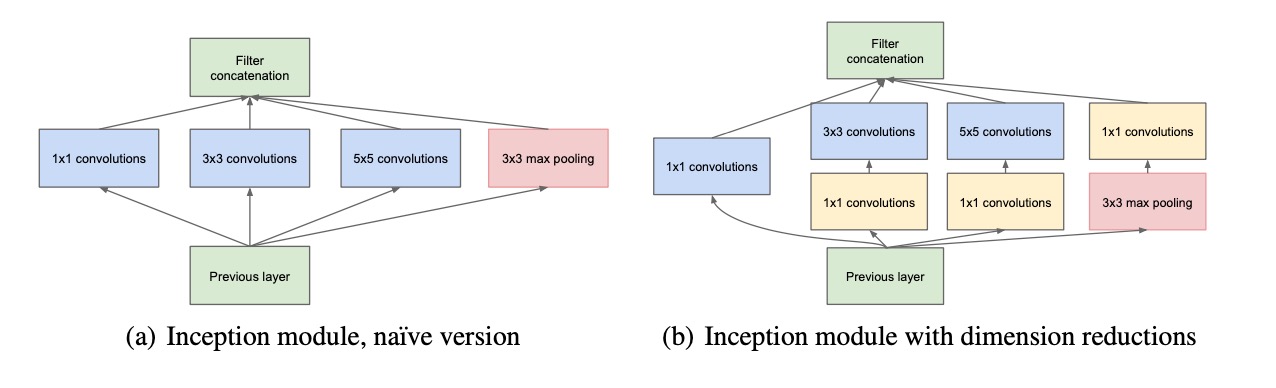 Filter
concatenation
1x1 convolutions
3x3 convolutions
5x5 convolutions
3x3 max pooling
Previous layer
(a) Inception module, naïve version
Filter
concatenation
3x3 convolutions
5x5 convolutions
1x1 convolutions
1x1 convolutions
1x1 convolutions
1x1 convolutions
3x3 max pooling
Previous layer
(b) Inception module with dimension reductions